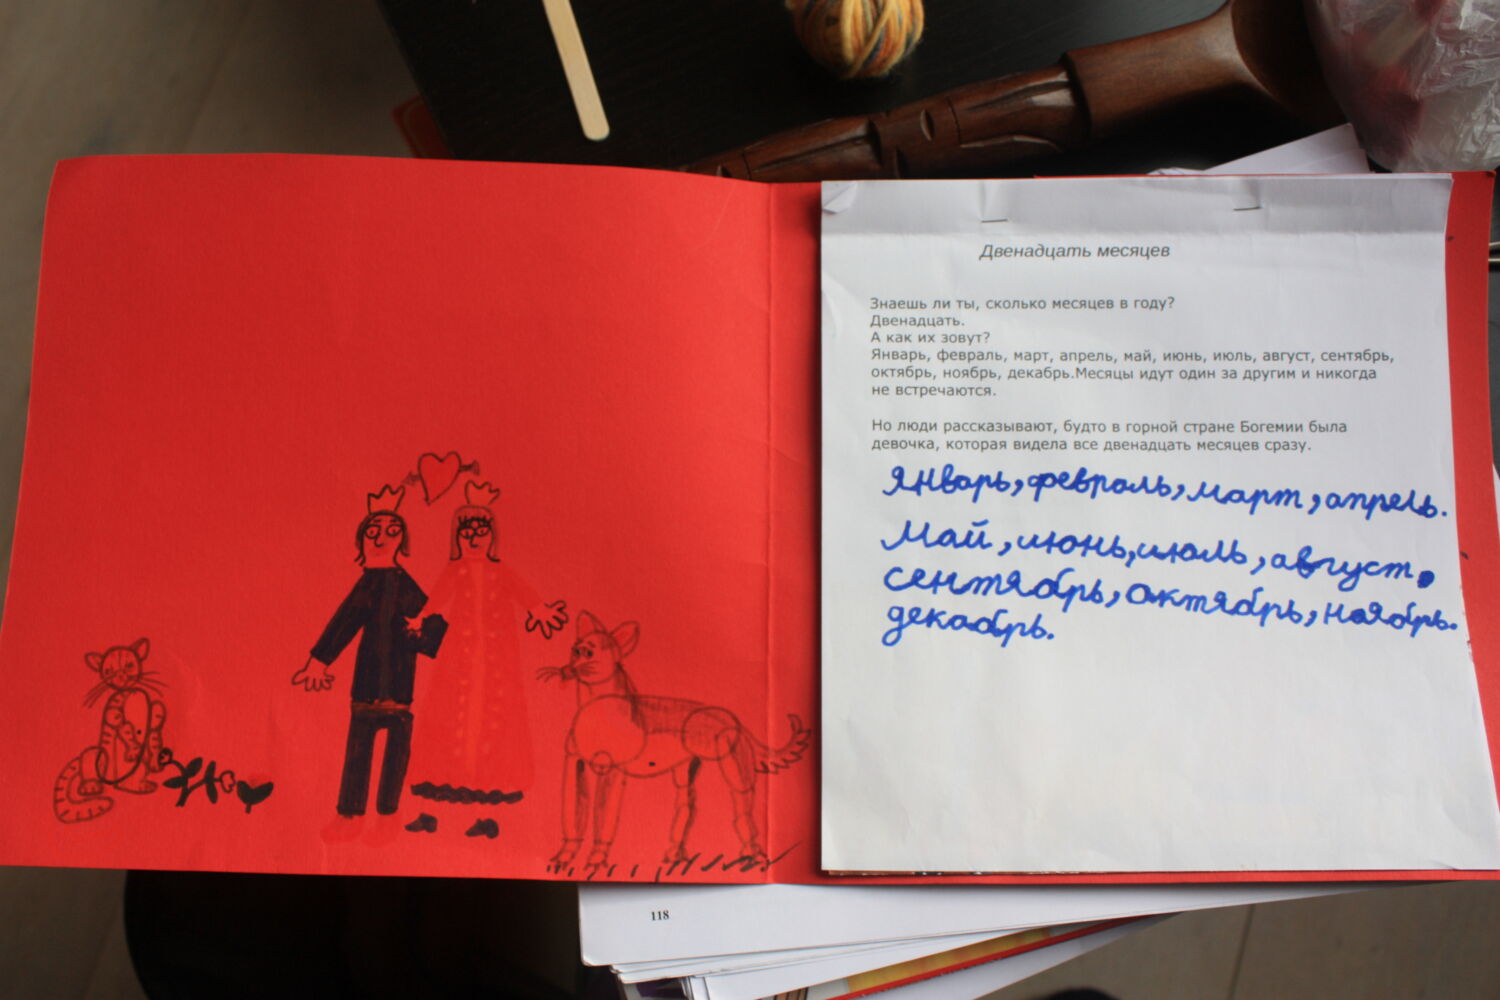 Двенадцать месяцев
Знаешь ли ты, сколько месяцев в году?
Двенадцать.
А как их зовут?
Январь, февраль, март, апрель, май, июнь, июль, август, сентябрь,
октябрь, ноябрь, декабрь.Месяцы идут один за другим и никогда
не встречаются.
Но люди рассказывают, будто в горной стране Богемии была
девочка, которая видела все двенадцать месяцев сразу.
Январь, февраль, март, апрель.
Май, июнь, июль, август.
сентябрь, октябрь, ноябрь.
декабрь.
118